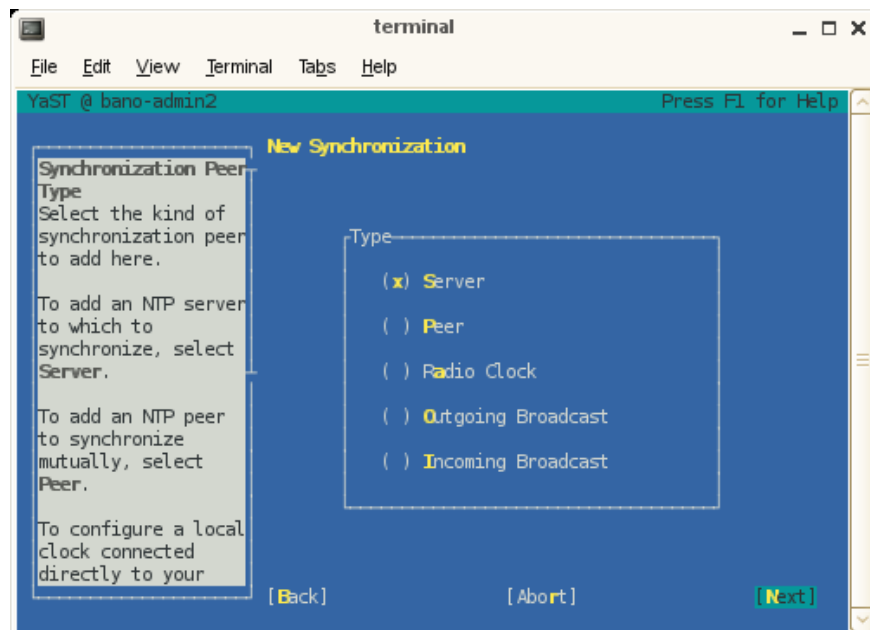 terminal
File Edit View Terminal Tabs Help
YaST @ bano-admin2 Press F1 for Help
New Synchronization
Synchronization Peer
Type
Select the kind of
synchronization peer
to add here.
To add an NTP server
to which to
synchronize, select
Server.
To add an NTP peer
to synchronize
mutually, select
Peer.
To configure a local
clock connected
directly to your
Type
(x) Server
( ) Peer
( ) Radio Clock
( ) Outgoing Broadcast
( ) Incoming Broadcast
[Back] [Abort] [Next]